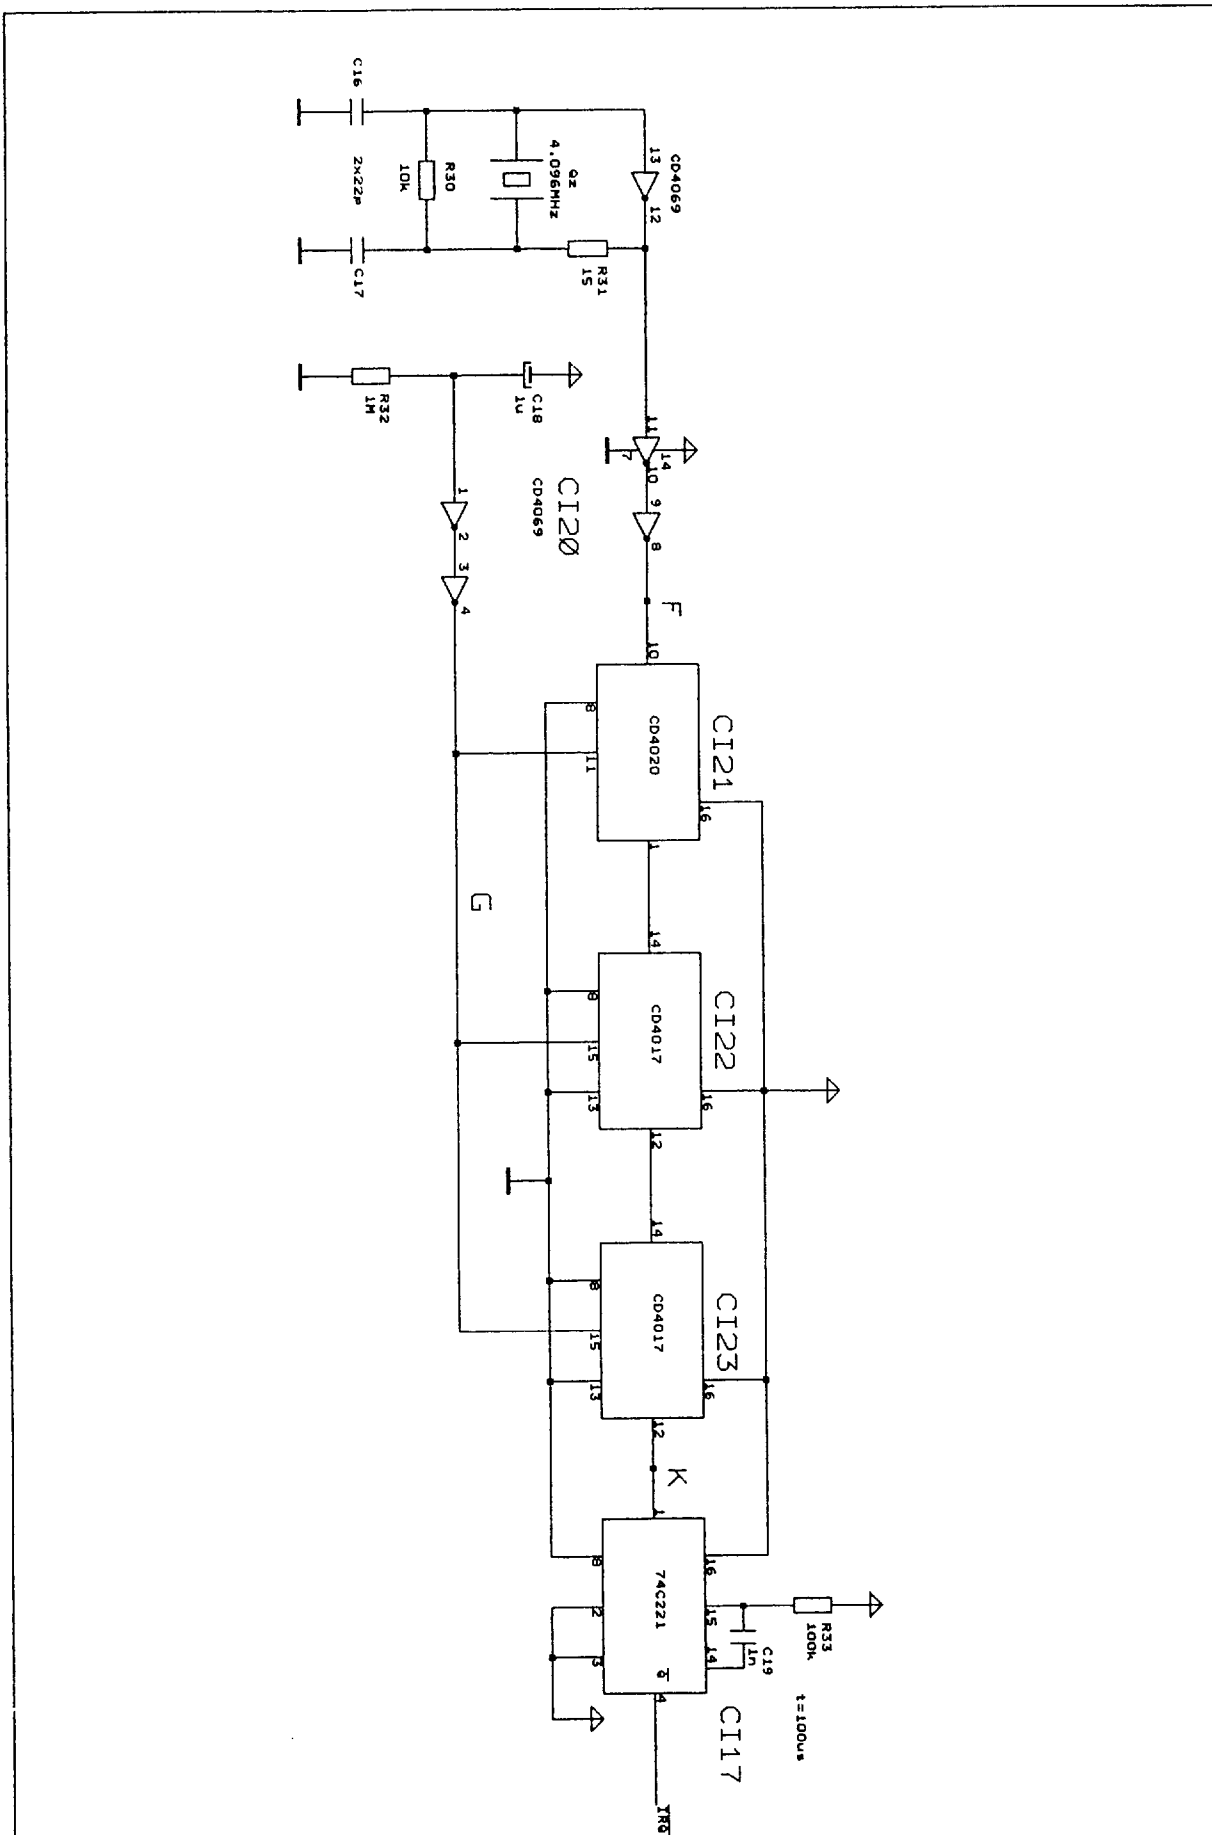 C16
2x22p
C17
R30
10k
Qz
4.096MHz
CD4069
13
12
R31
15
R32
1M
C18
1u
CI20
CD4069
11
14
7
10
9
8
1
2
3
4
F
G
CI21
CD4020
10
8
11
16
1
CI22
CD4017
14
8
15
13
16
12
CI23
CD4017
14
8
15
13
16
12
K
CI17
74C221
1
8
2
3
16
15
14
Q
4
R33
100k
C19
1n
t=100us
IRQ